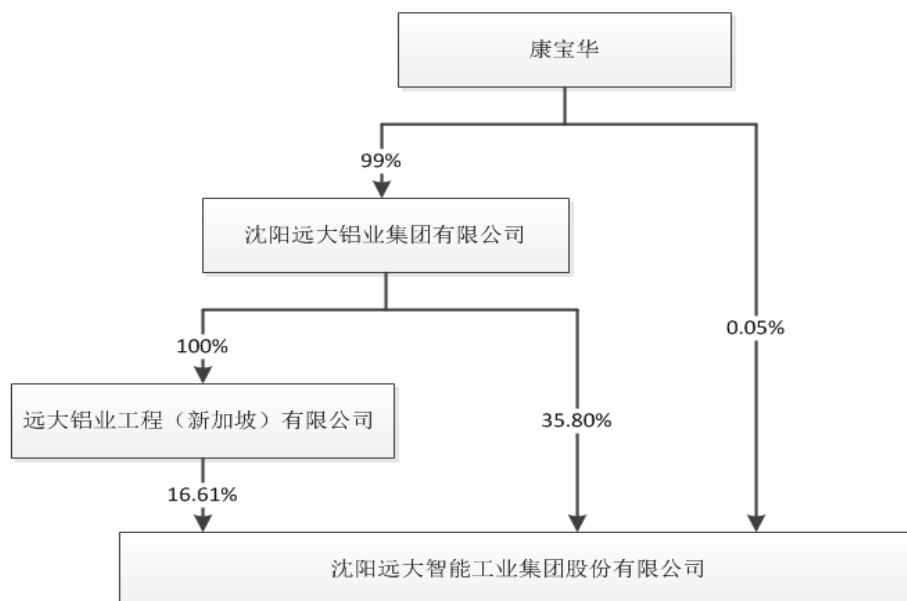 康宝华
99%
沈阳远大铝业集团有限公司
0.05%
100%
远大铝业工程（新加坡）有限公司
35.80%
16.61%
沈阳远大智能工业集团股份有限公司